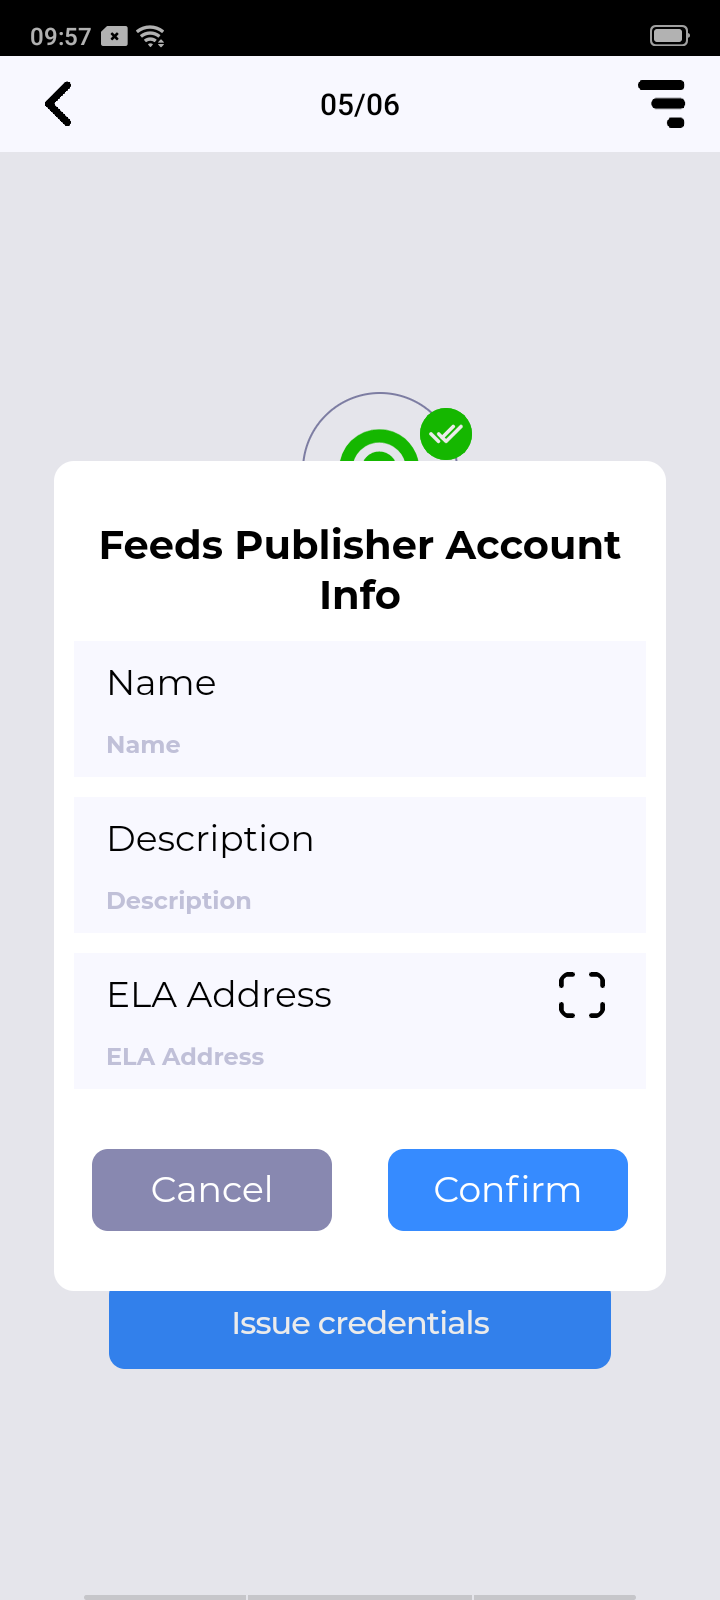 09:57
05/06
Feeds Publisher Account
Info
Name
Name
Description
Description
ELA Address
ELA Address
Cancel
Confirm
Issue credentials